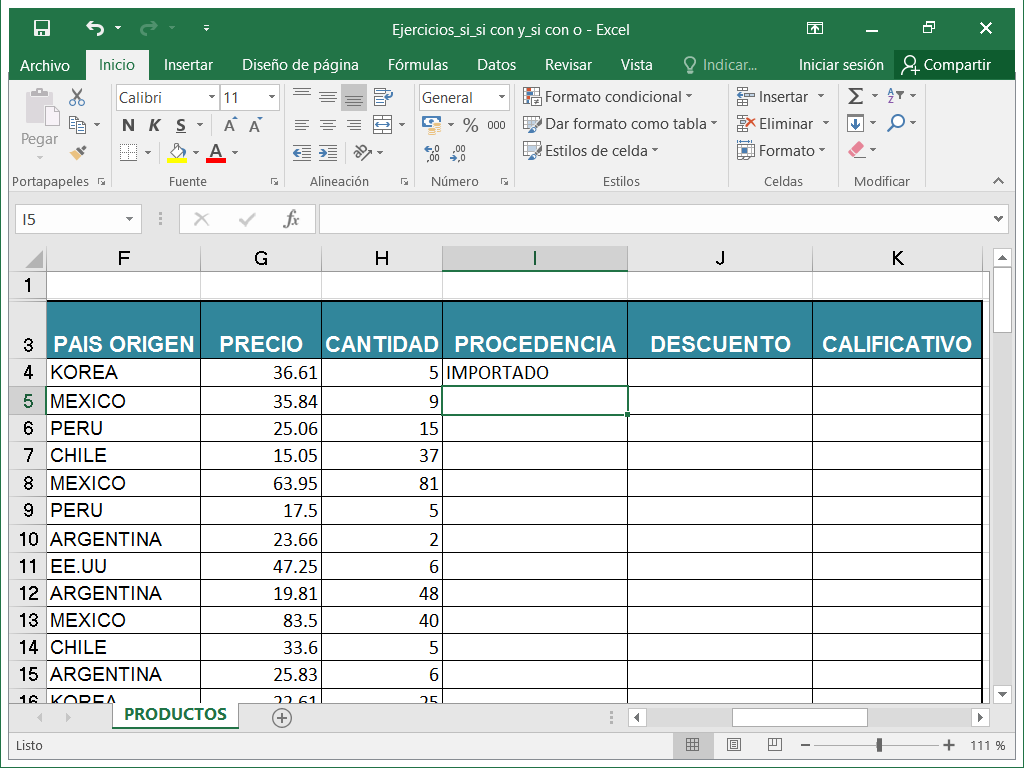 Ejercicios_si_si con y_si con o - Excel
Archivo Inicio Insertar Diseño de página Fórmulas Datos Revisar Vista Indicar... Iniciar sesión Compartir
Pegar Calibri 11 General Formato condicional Insertar
N K S % 000 Dar formato como tabla Eliminar
A Estilos de celda Formato
Portapapeles Fuente Alineación Número Estilos Celdas Modificar
I5 fx
F G H I J K
1
3 PAIS ORIGEN PRECIO CANTIDAD PROCEDENCIA DESCUENTO CALIFICATIVO
4 KOREA 36.61 5 IMPORTADO
5 MEXICO 35.84 9
6 PERU 25.06 15
7 CHILE 15.05 37
8 MEXICO 63.95 81
9 PERU 17.5 5
10 ARGENTINA 23.66 2
11 EE.UU 47.25 6
12 ARGENTINA 19.81 48
13 MEXICO 83.5 40
14 CHILE 33.6 5
15 ARGENTINA 25.83 6
16 KOREA 22.61 25
PRODUCTOS
Listo 111 %